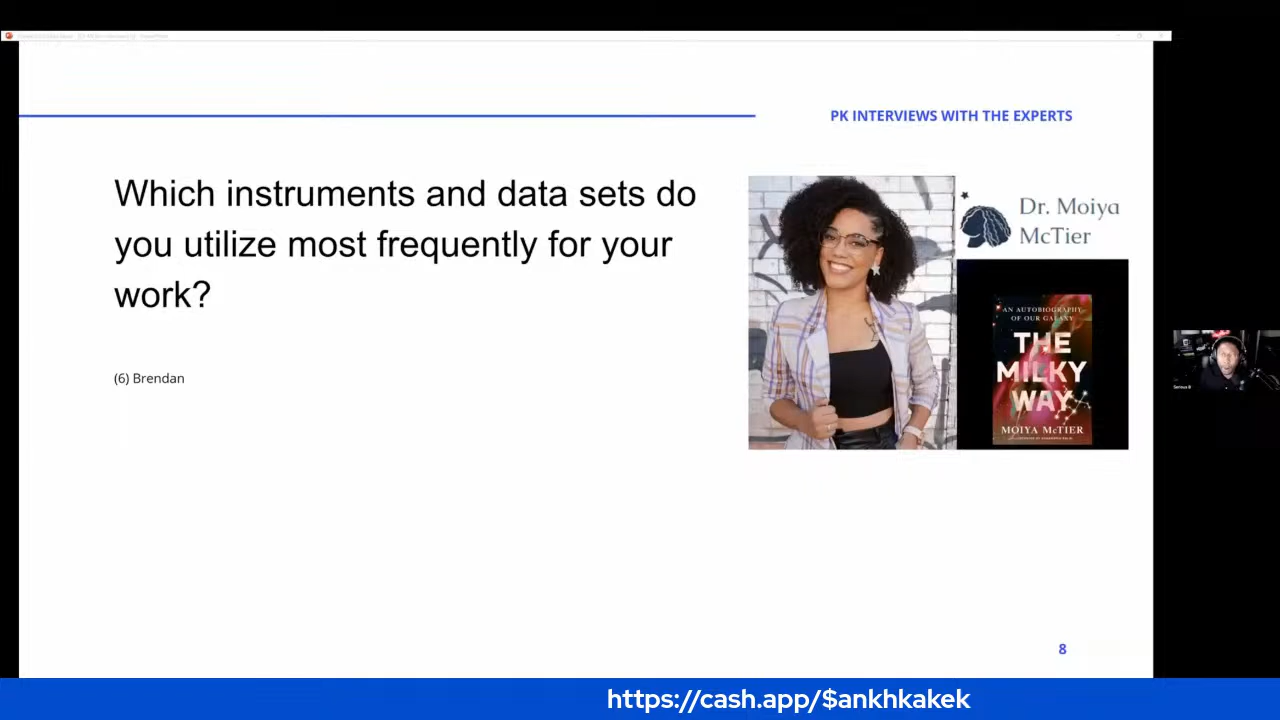 PK INTERVIEWS WITH THE EXPERTS
Which instruments and data sets do
you utilize most frequently for your
work?
(6) Brendan
Dr. Moiya
McTier
AN AUTOBIOGRAPHY
OF OUR GALAXY
THE
MILKY
WAY
MOIYA McTIER
8
https://cash.app/$ankhkakek